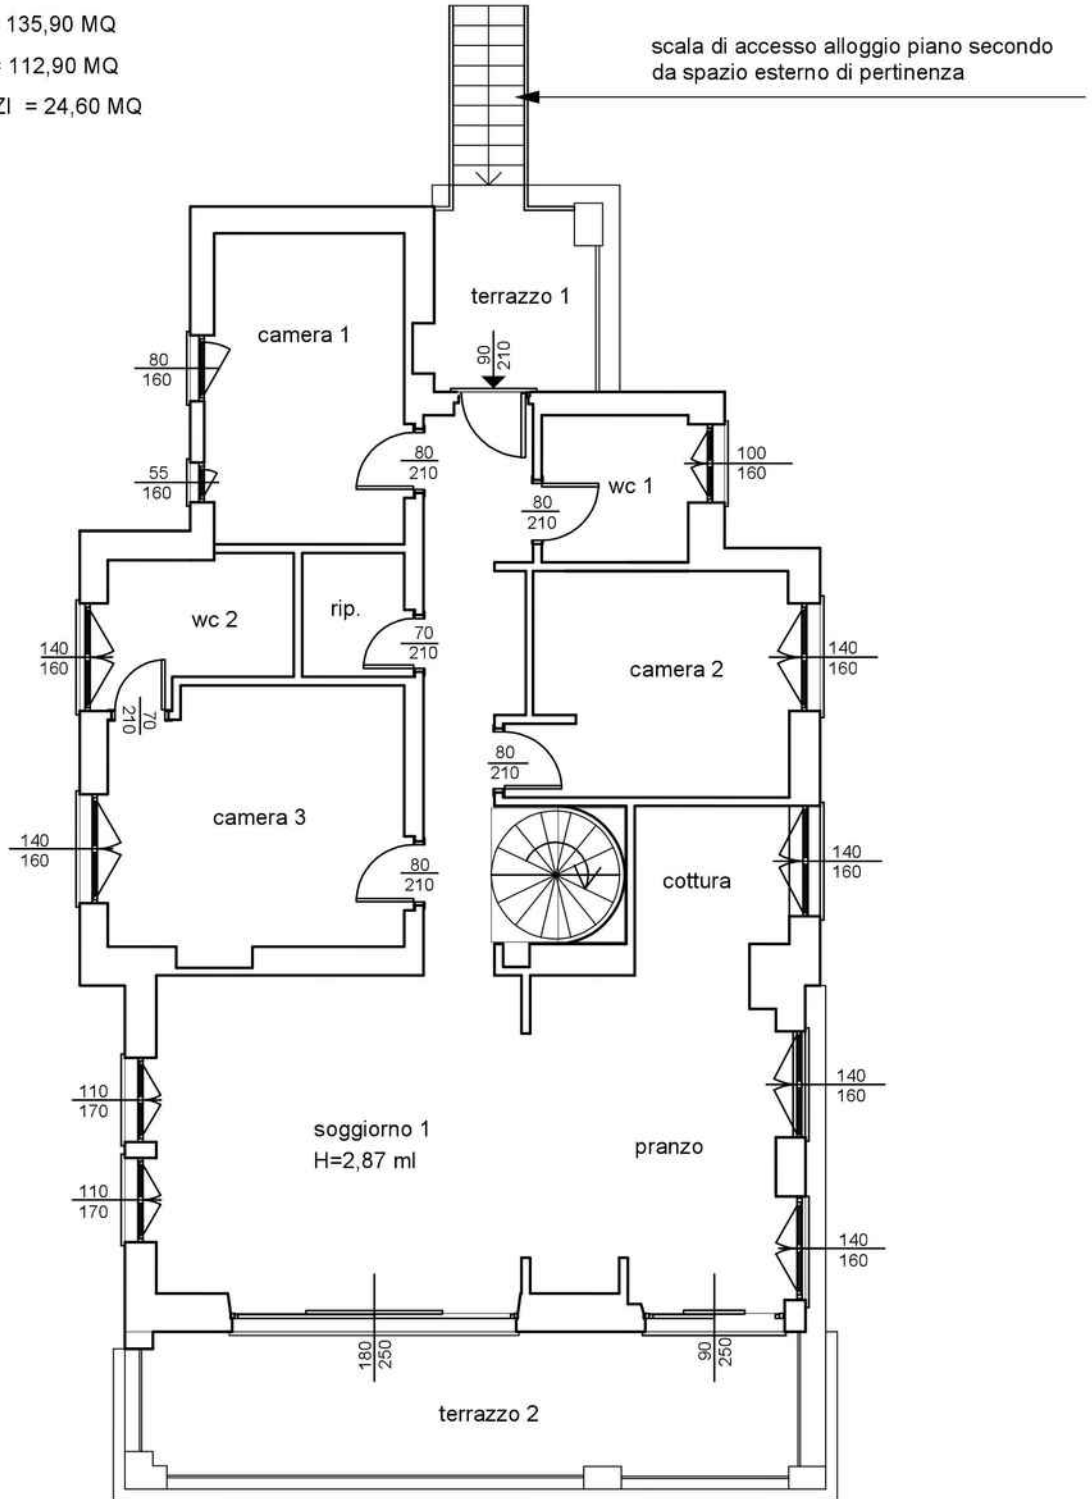 135,90 MQ
= 112,90 MQ
ZI = 24,60 MQ
scala di accesso alloggio piano secondo
da spazio esterno di pertinenza
terrazzo 1
camera 1
90
210
80
160
80
210
100
160
55
160
wc 1
80
210
wc 2
rip.
70
210
140
160
camera 2
140
160
70
210
80
210
camera 3
140
160
80
210
cottura
140
160
110
170
140
160
soggiorno 1
H=2,87 ml
pranzo
110
170
140
160
180
250
90
250
terrazzo 2